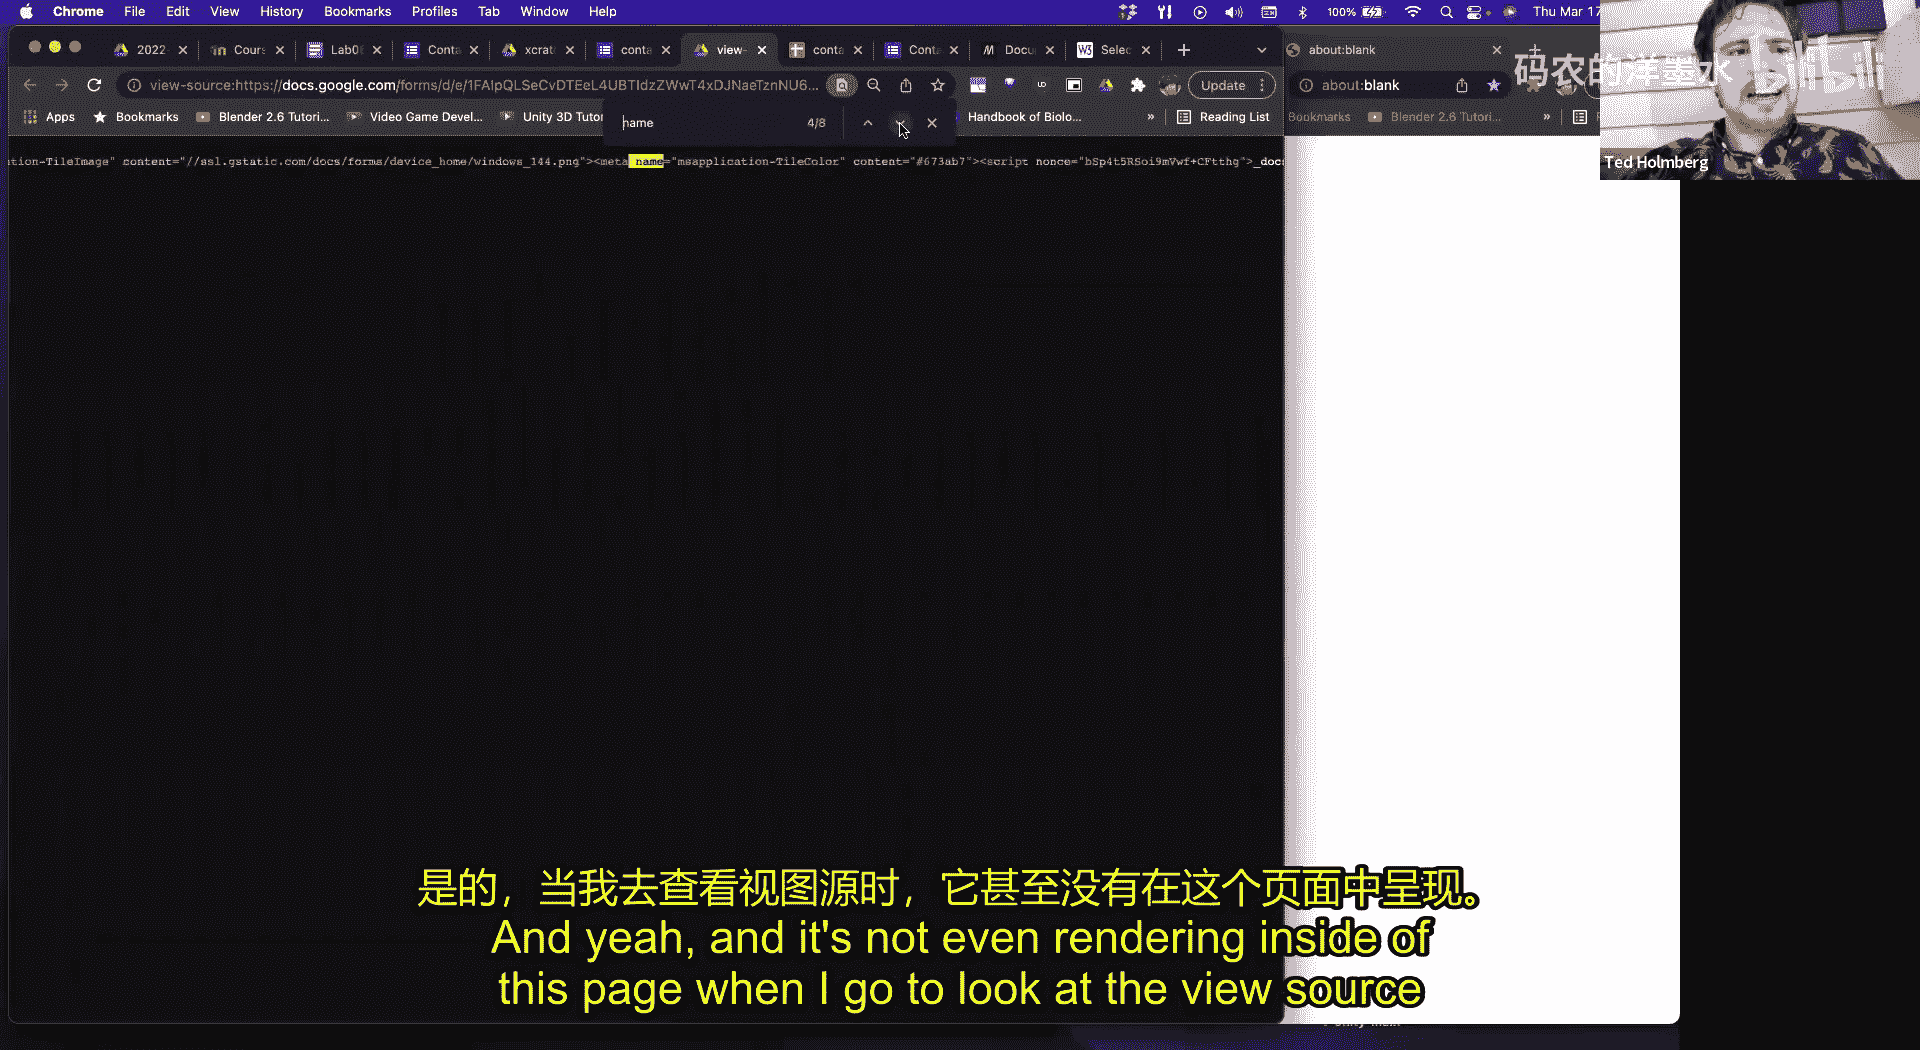 Chrome File Edit View History Bookmarks Profiles Tab Window Help
100%
Thu Mar 17
2022-
Cours
Lab0
Conta
xcrat
conta
view-
conta
Conta
Docu
W3
Selec
about:blank
view-source:https://docs.google.com/forms/d/e/1FAIpQLSeCvDTEeL4UBTIdzZWwT4xDJNaeTznNU6...
Update
about:blank
Apps
Bookmarks
Blender 2.6 Tutori...
Video Game Devel...
Unity 3D Tutor
Handbook of Biolo...
»
Reading List
Bookmarks
Blender 2.6 Tutori...
»
name
4/8
ition-TileImage" content="//ssl.gstatic.com/docs/forms/device_home/windows_144.png"><meta name="msapplication-TileColor" content="#673ab7"><script nonce="bSp4t5RSoi9mVwf+CFtthg">_docs
码农的洋墨水
bilibili
Ted Holmberg
是的，当我去查看视图源时，它甚至没有在这个页面中呈现。
And yeah, and it's not even rendering inside of
this page when I go to look at the view source